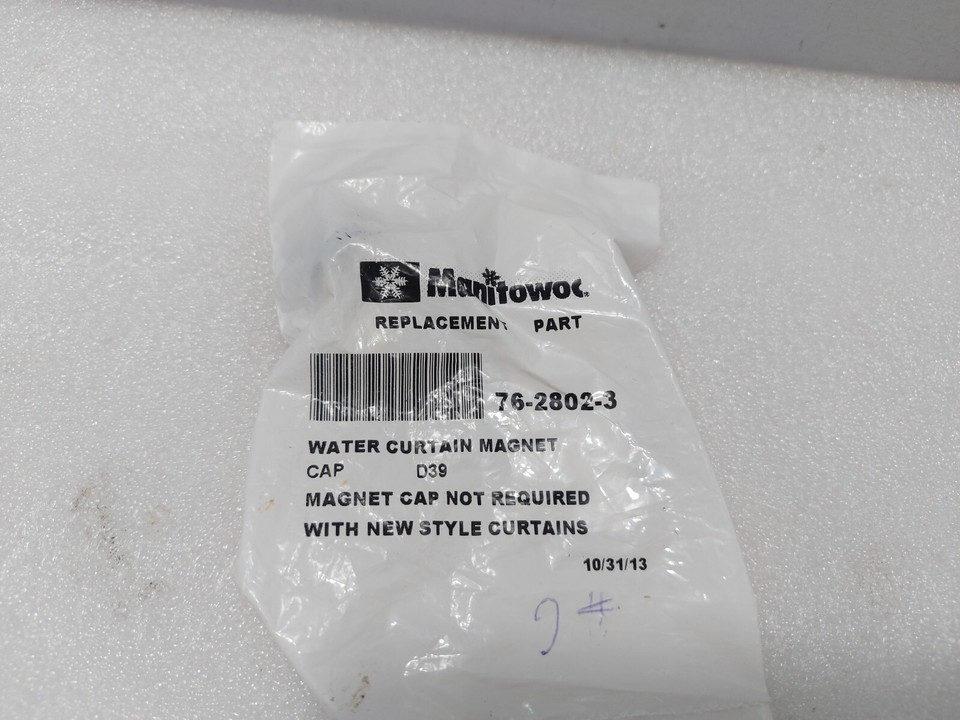 Manitowoc
REPLACEMENT PART
76-2802-3
WATER CURTAIN MAGNET
CAP D39
MAGNET CAP NOT REQUIRED
WITH NEW STYLE CURTAINS
10/31/13